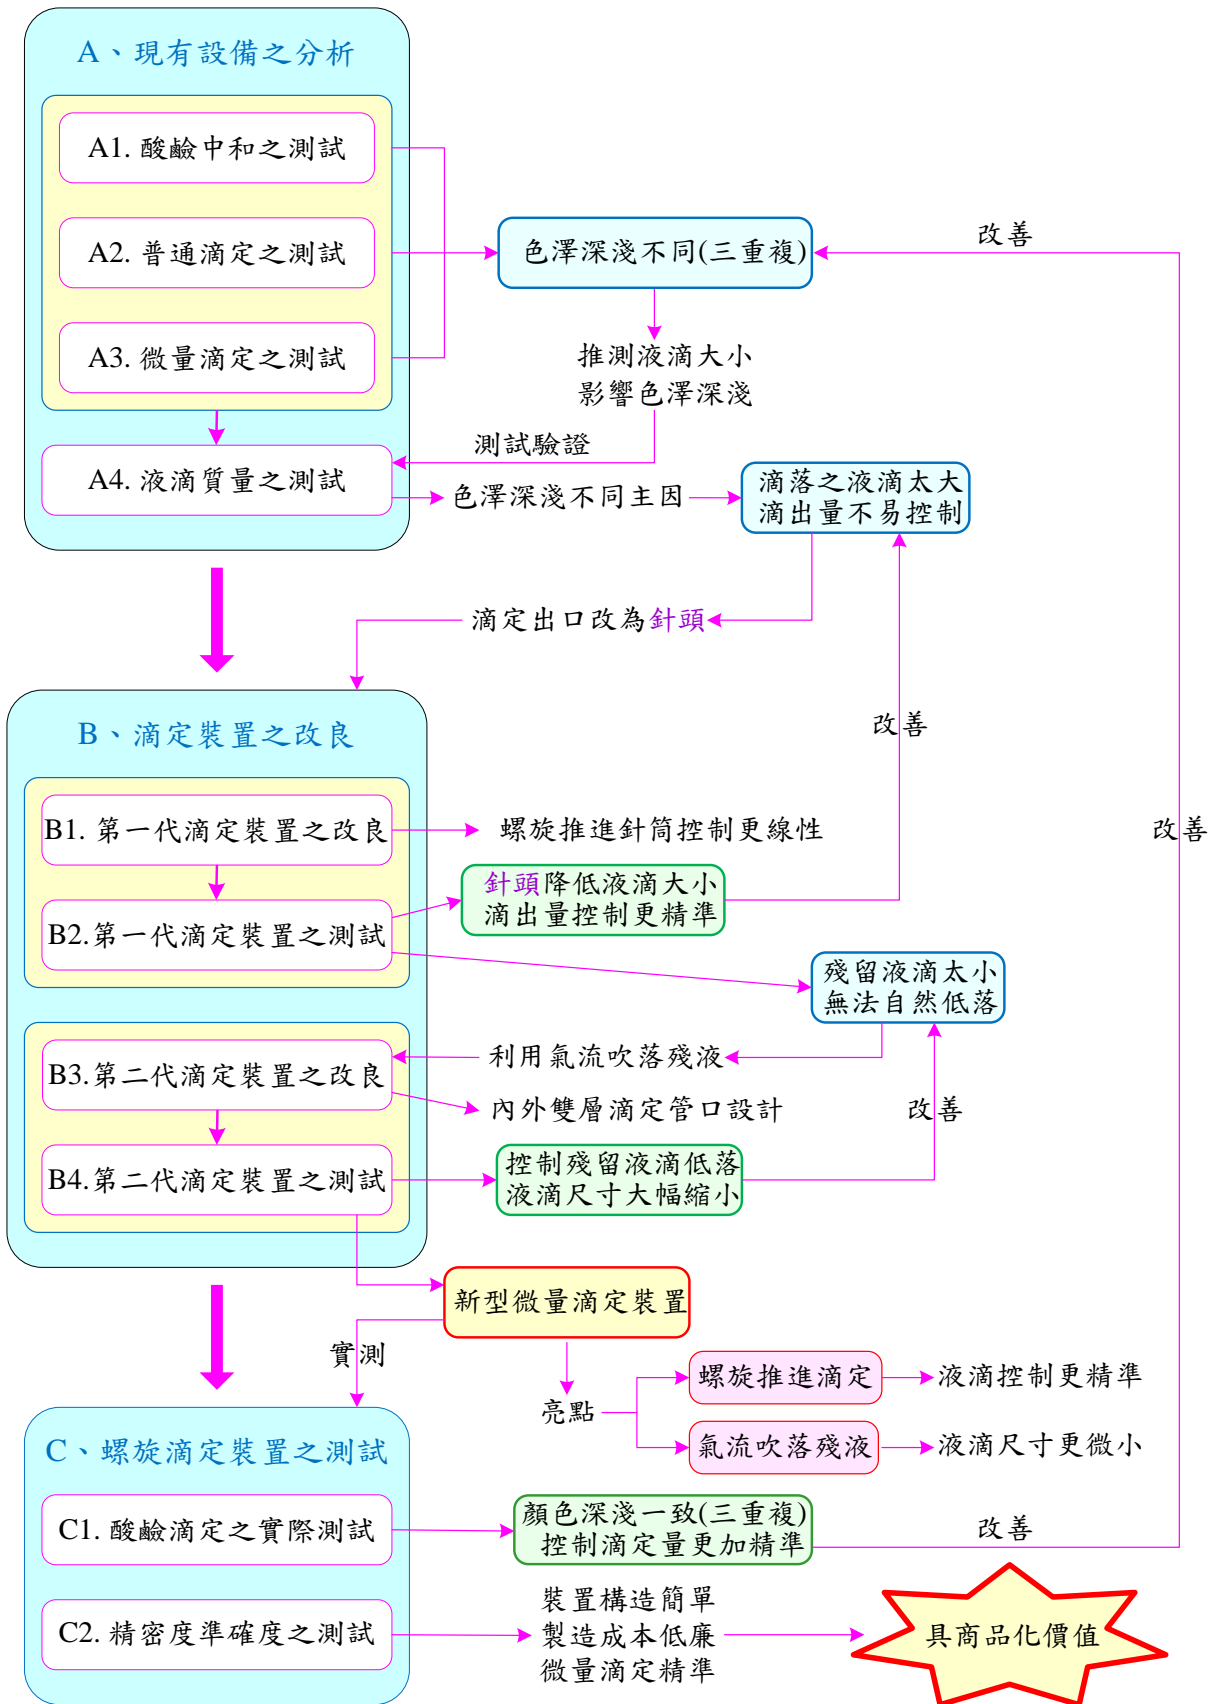 A、現有設備之分析
A1. 酸鹼中和之測試
A2. 普通滴定之測試
色澤深淺不同(三重複)
改善
A3. 微量滴定之測試
推測液滴大小
影響色澤深淺
測試驗證
A4. 液滴質量之測試
色澤深淺不同主因
滴落之液滴太大
滴出量不易控制
滴定出口改為針頭
B、滴定裝置之改良
改善
B1. 第一代滴定裝置之改良
螺旋推進針筒控制更線性
改善
針頭降低液滴大小
滴出量控制更精準
B2.第一代滴定裝置之測試
殘留液滴太小
無法自然低落
B3.第二代滴定裝置之改良
利用氣流吹落殘液
內外雙層滴定管口設計
改善
B4.第二代滴定裝置之測試
控制殘留液滴低落
液滴尺寸大幅縮小
新型微量滴定裝置
實測
亮點
螺旋推進滴定
液滴控制更精準
氣流吹落殘液
液滴尺寸更微小
C、螺旋滴定裝置之測試
C1. 酸鹼滴定之實際測試
顏色深淺一致(三重複)
控制滴定量更加精準
改善
C2. 精密度準確度之測試
裝置構造簡單
製造成本低廉
微量滴定精準
具商品化價值